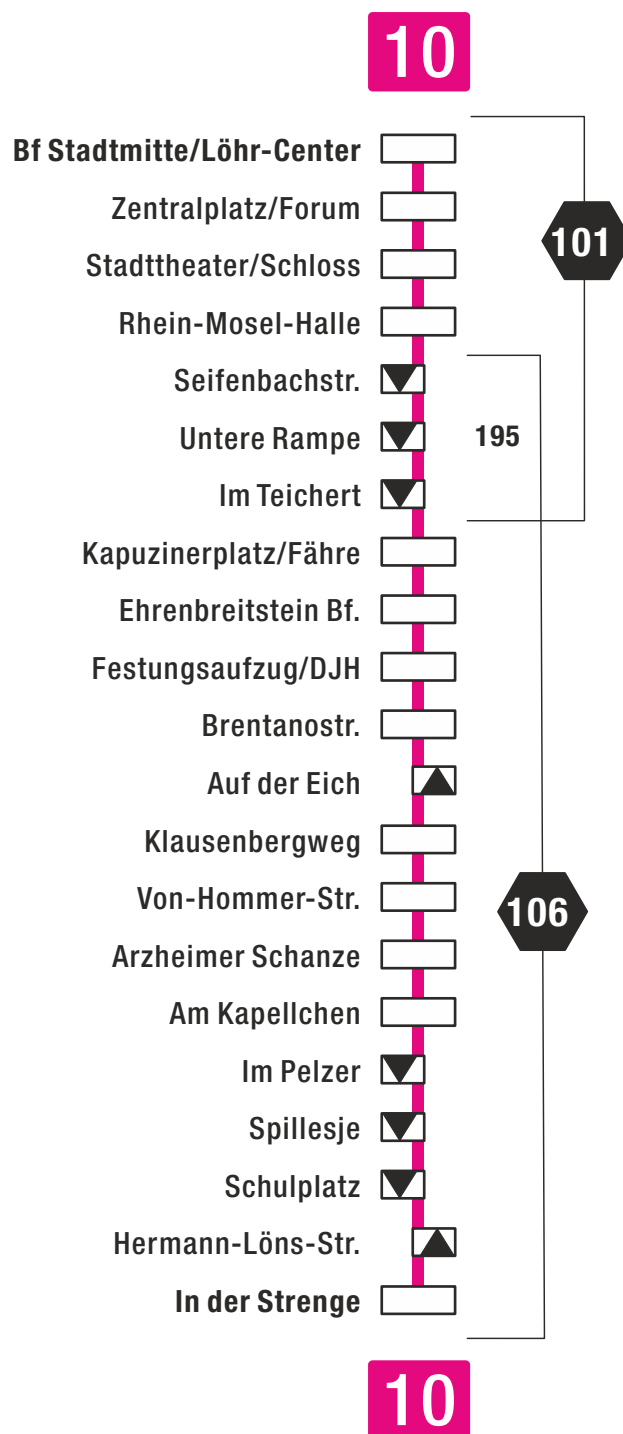 10
Bf Stadtmitte/Löhr-Center
Zentralplatz/Forum
101
Stadttheater/Schloss
Rhein-Mosel-Halle
Seifenbachstr.
Untere Rampe
195
Im Teichert
Kapuzinerplatz/Fähre
Ehrenbreitstein Bf.
Festungsaufzug/DJH
Brentanostr.
Auf der Eich
Klausenbergweg
Von-Hommer-Str.
106
Arzheimer Schanze
Am Kapellchen
Im Pelzer
Spillesje
Schulplatz
Hermann-Löns-Str.
In der Strenge
10